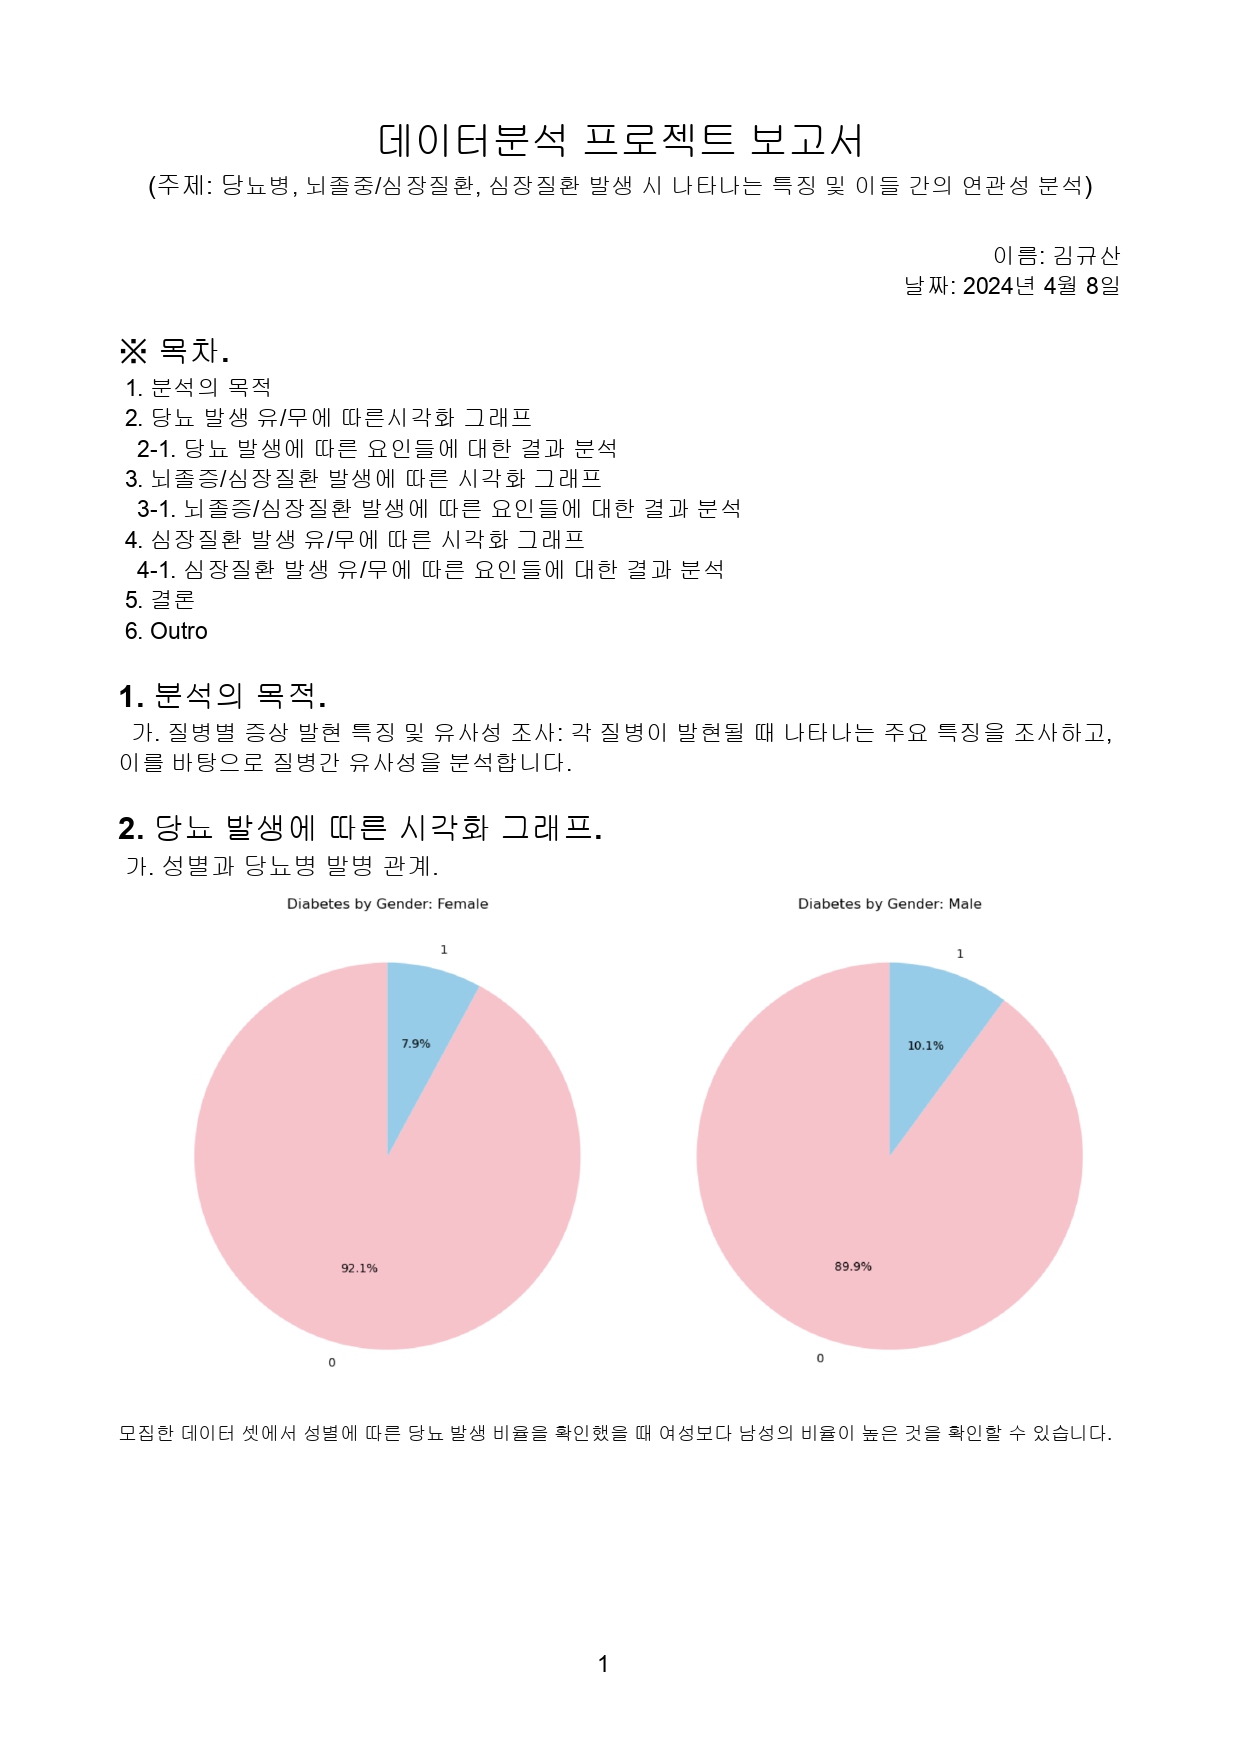 데이터분석 프로젝트 보고서
(주제: 당뇨병, 뇌졸중/심장질환, 심장질환 발생 시 나타나는 특징 및 이들 간의 연관성 분석)
이름: 김규산
날짜: 2024년 4월 8일
※ 목차.
1. 분석의 목적
2. 당뇨 발생 유/무에 따른시각화 그래프
2-1. 당뇨 발생에 따른 요인들에 대한 결과 분석
3. 뇌졸증/심장질환 발생에 따른 시각화 그래프
3-1. 뇌졸증/심장질환 발생에 따른 요인들에 대한 결과 분석
4. 심장질환 발생 유/무에 따른 시각화 그래프
4-1. 심장질환 발생 유/무에 따른 요인들에 대한 결과 분석
5. 결론
6. Outro
1. 분석의 목적.
가. 질병별 증상 발현 특징 및 유사성 조사: 각 질병이 발현될 때 나타나는 주요 특징을 조사하고,
이를 바탕으로 질병간 유사성을 분석합니다.
2. 당뇨 발생에 따른 시각화 그래프.
가. 성별과 당뇨병 발병 관계.
Diabetes by Gender: Female
1
7.9%
92.1%
0
Diabetes by Gender: Male
1
10.1%
89.9%
0
모집한 데이터 셋에서 성별에 따른 당뇨 발생 비율을 확인했을 때 여성보다 남성의 비율이 높은 것을 확인할 수 있습니다.
1